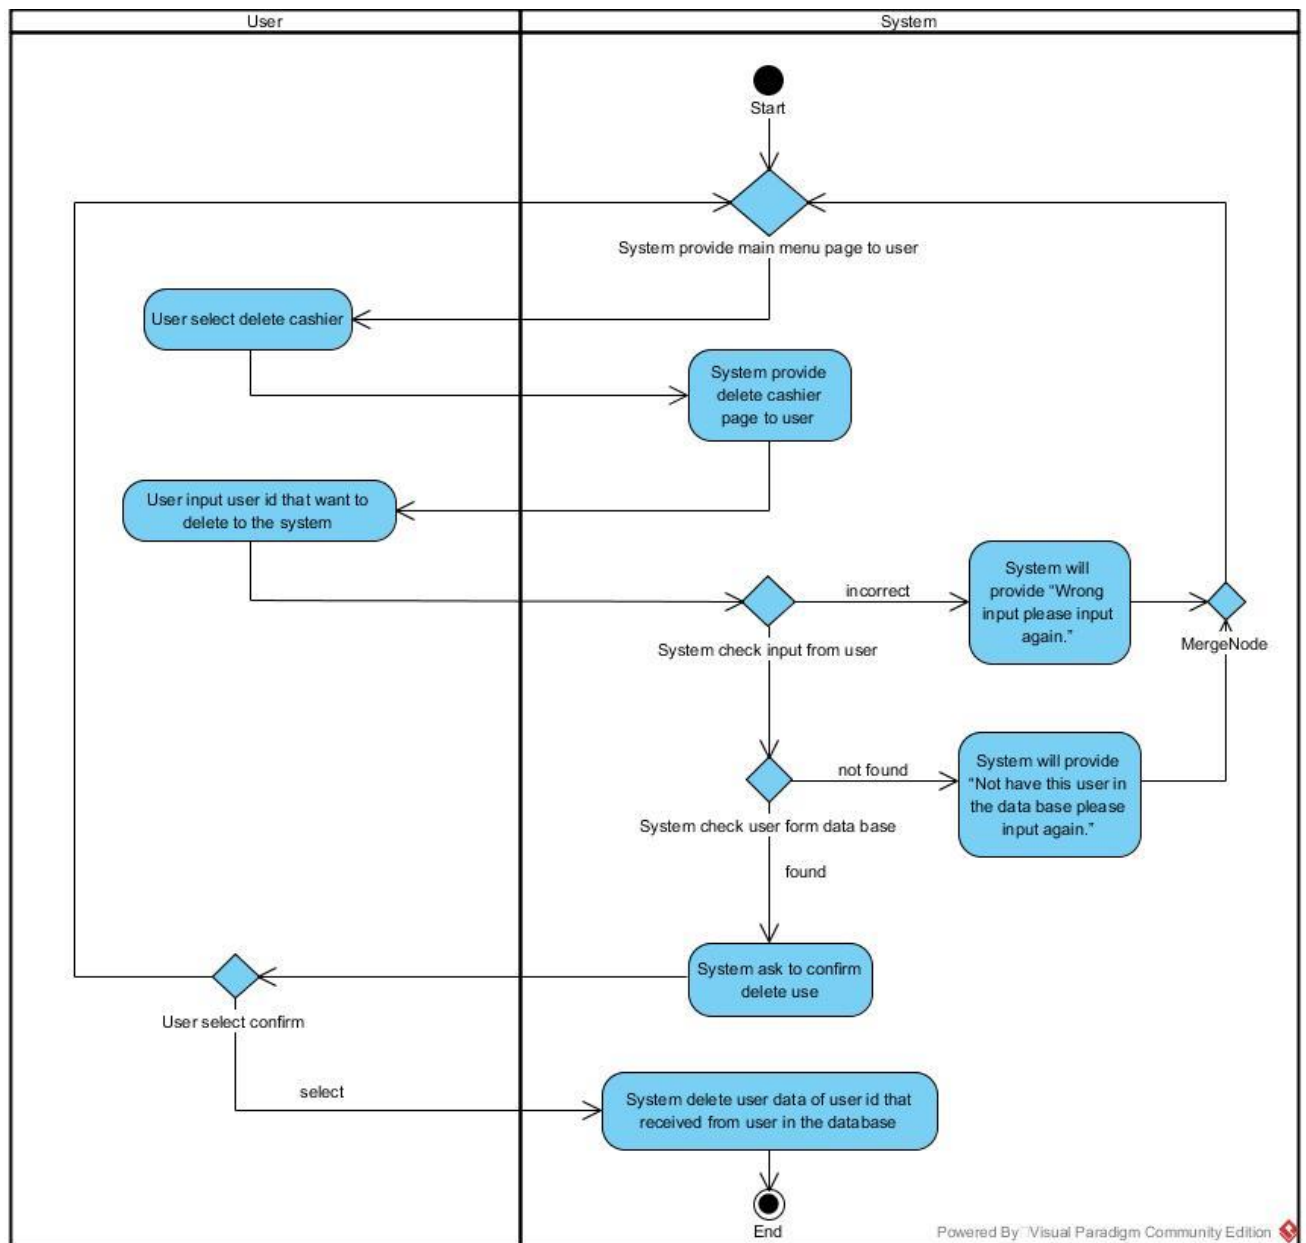 User
System
Start
System provide main menu page to user
User select delete cashier
System provide
delete cashier
page to user
User input user id that want to
delete to the system
incorrect
System will
provide “Wrong
input please input
again.”
System check input from user
MergeNode
not found
System will provide
“Not have this user in
the data base please
input again.”
System check user form data base
found
System ask to confirm
delete use
User select confirm
select
System delete user data of user id that
received from user in the database
End
Powered By Visual Paradigm Community Edition